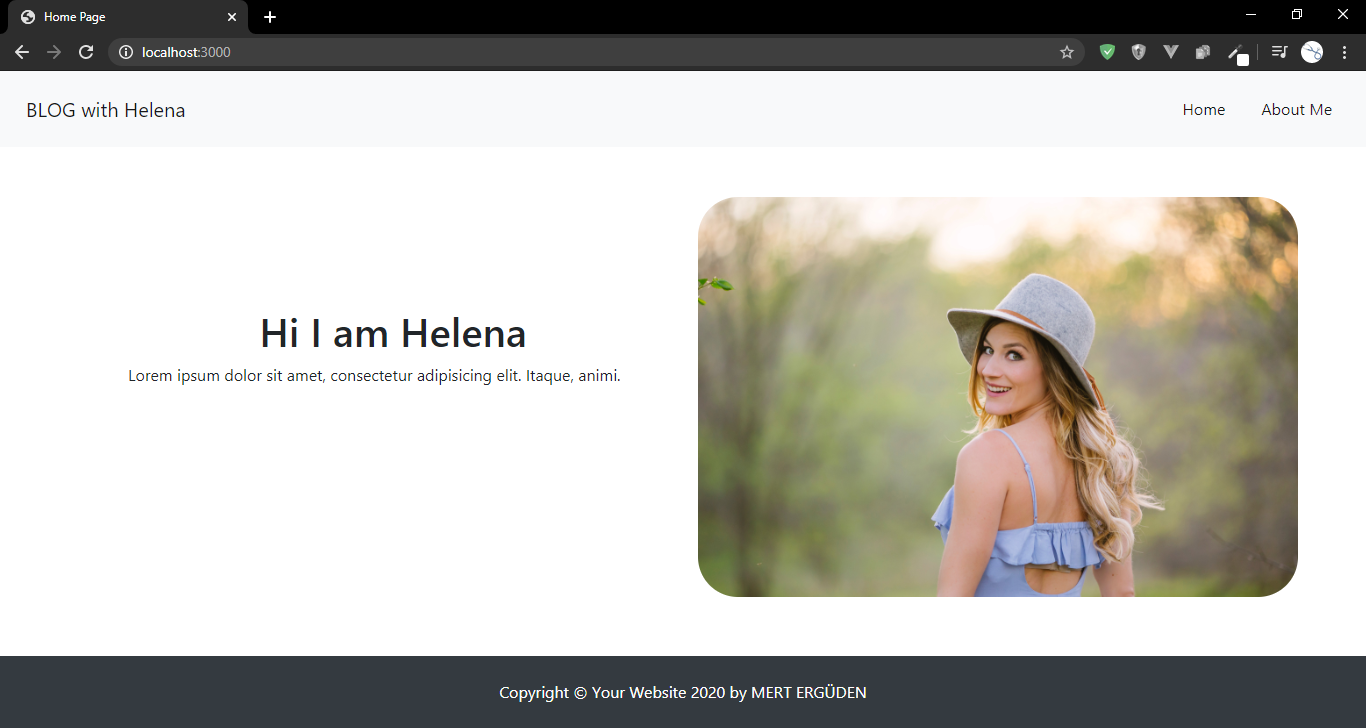 Home Page
localhost:3000
BLOG with Helena
Home
About Me
Hi I am Helena
Lorem ipsum dolor sit amet, consectetur adipisicing elit. Itaque, animi.
Copyright © Your Website 2020 by MERT ERGÜDEN